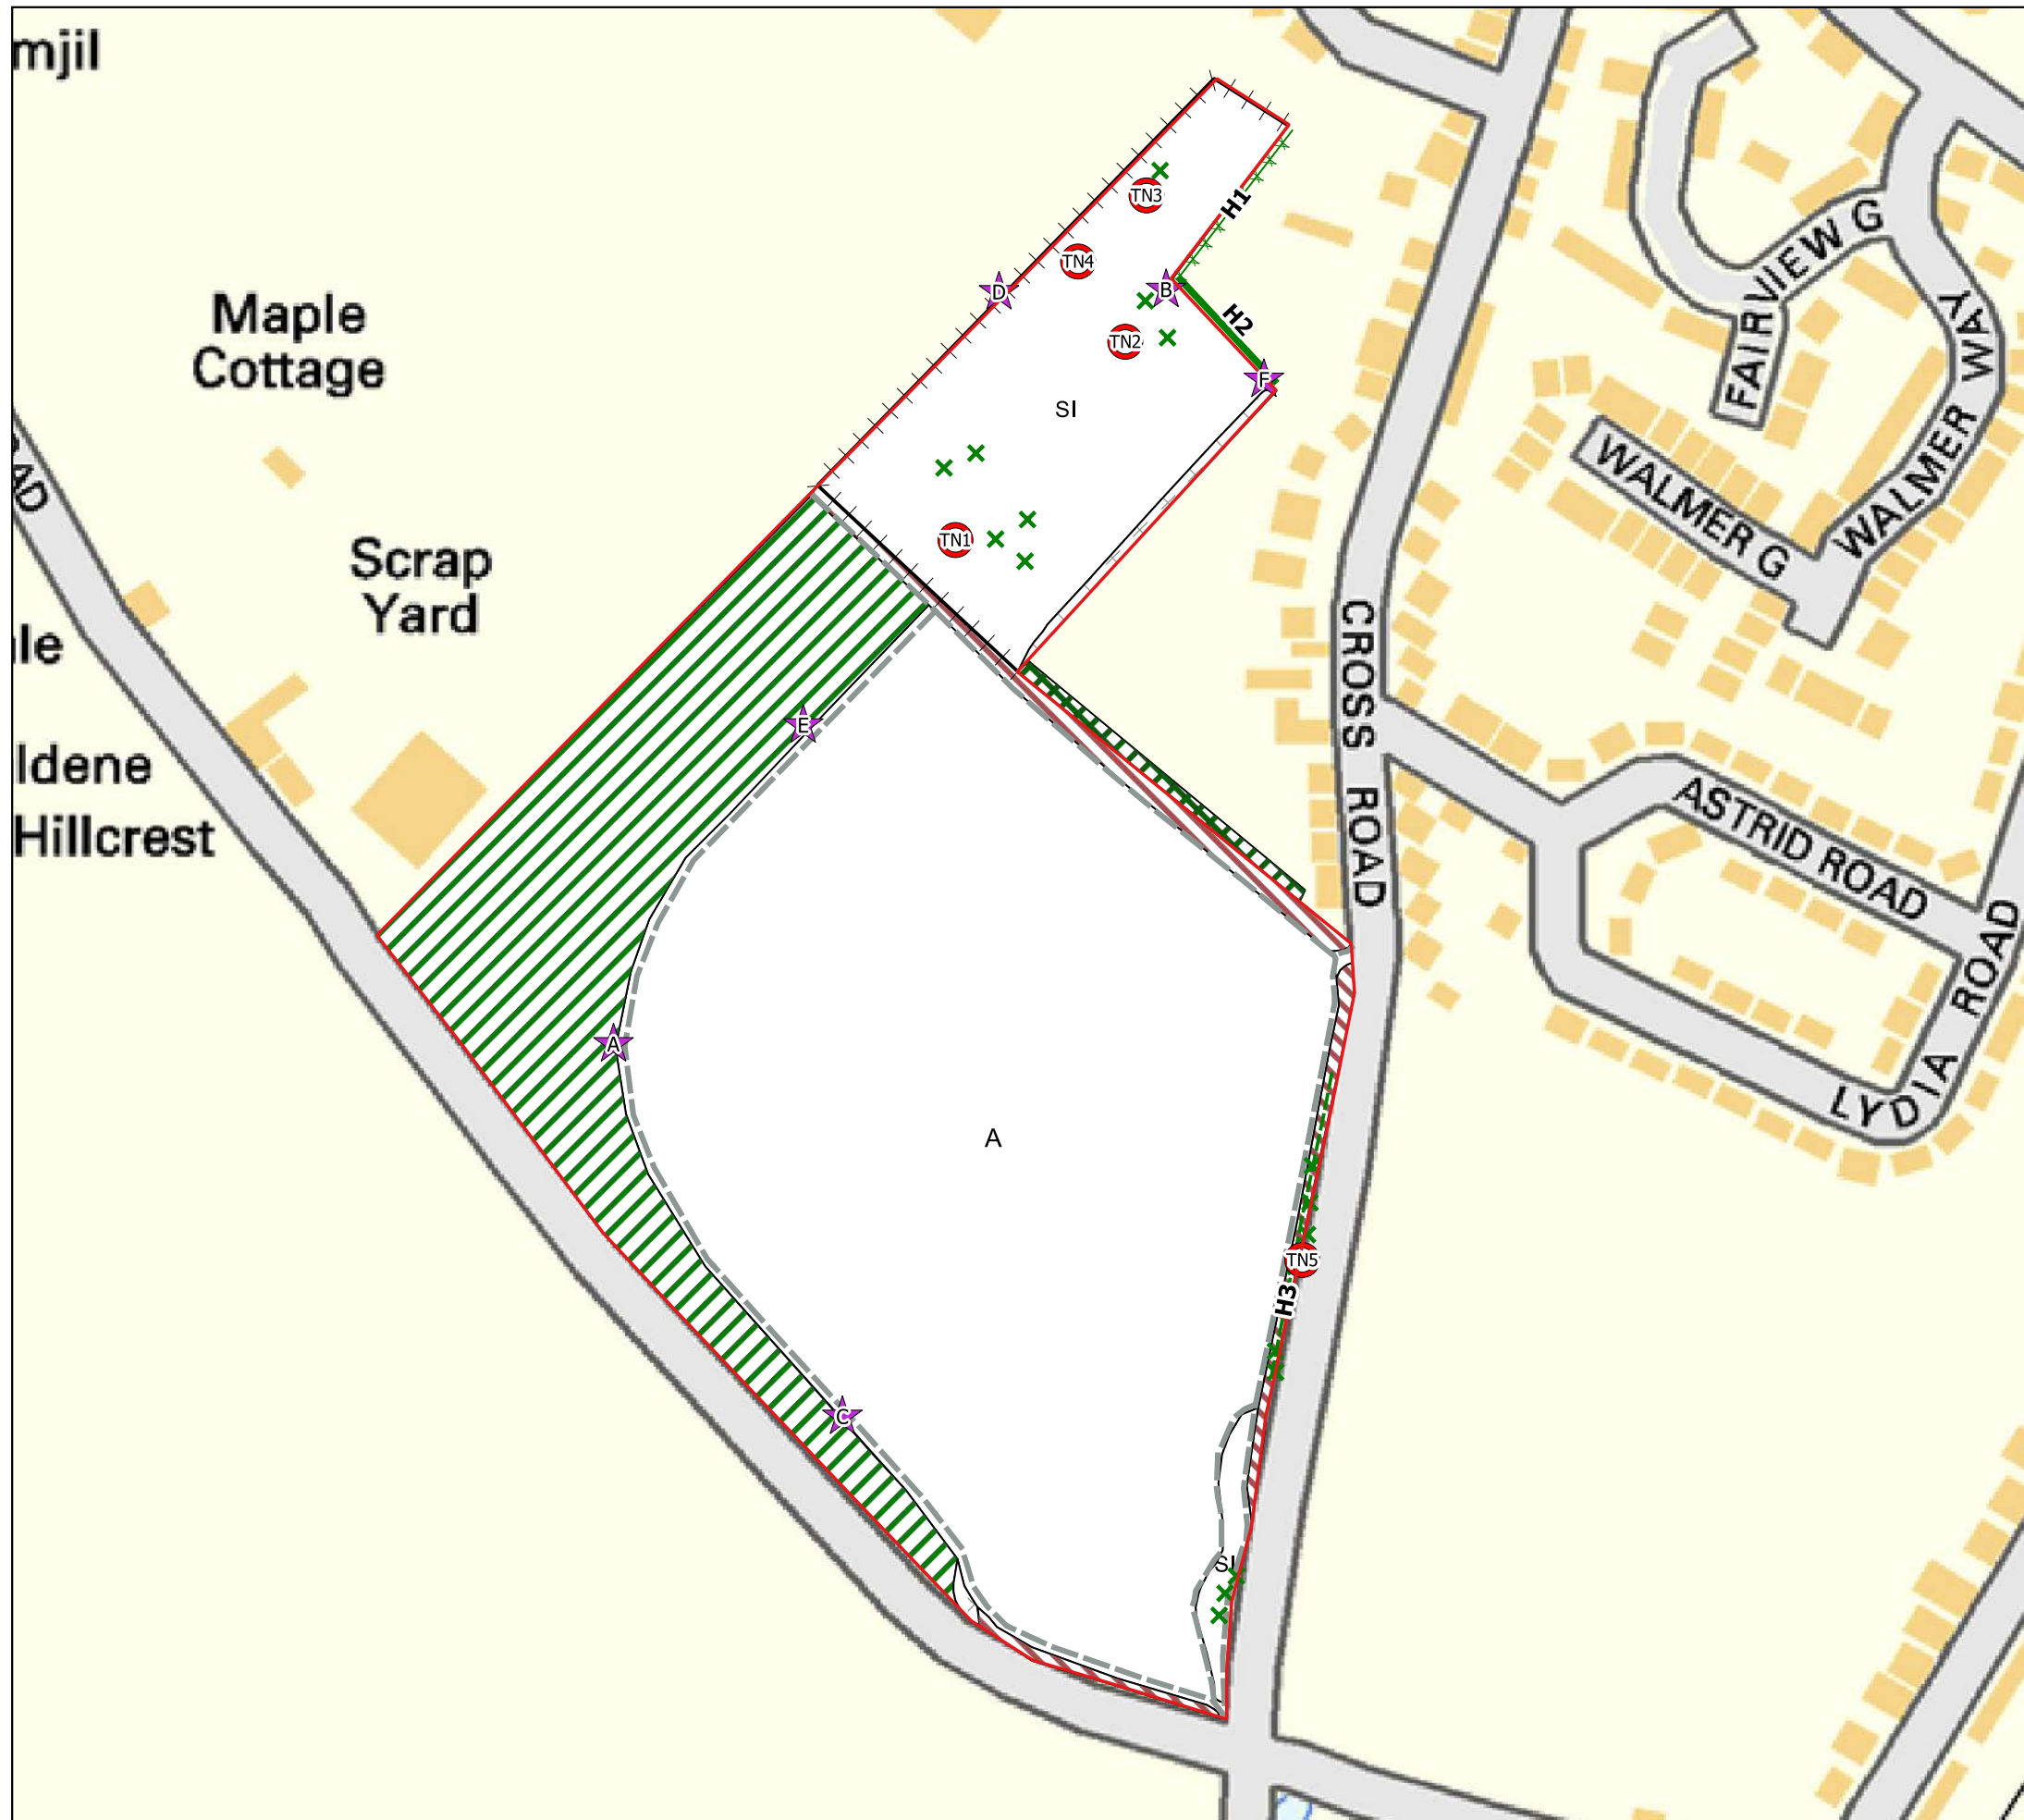 mjil
TN3
H1
TN4
D
B
H2
TN2
F
SI
Maple
Cottage
FAIRVIEW G
WALMER WAY
WALMER G
AD
TN1
Scrap
Yard
CROSS ROAD
le
E
ldene
Hillcrest
ASTRID ROAD
LYDIA ROAD
A
A
TN5
H3
C
SI